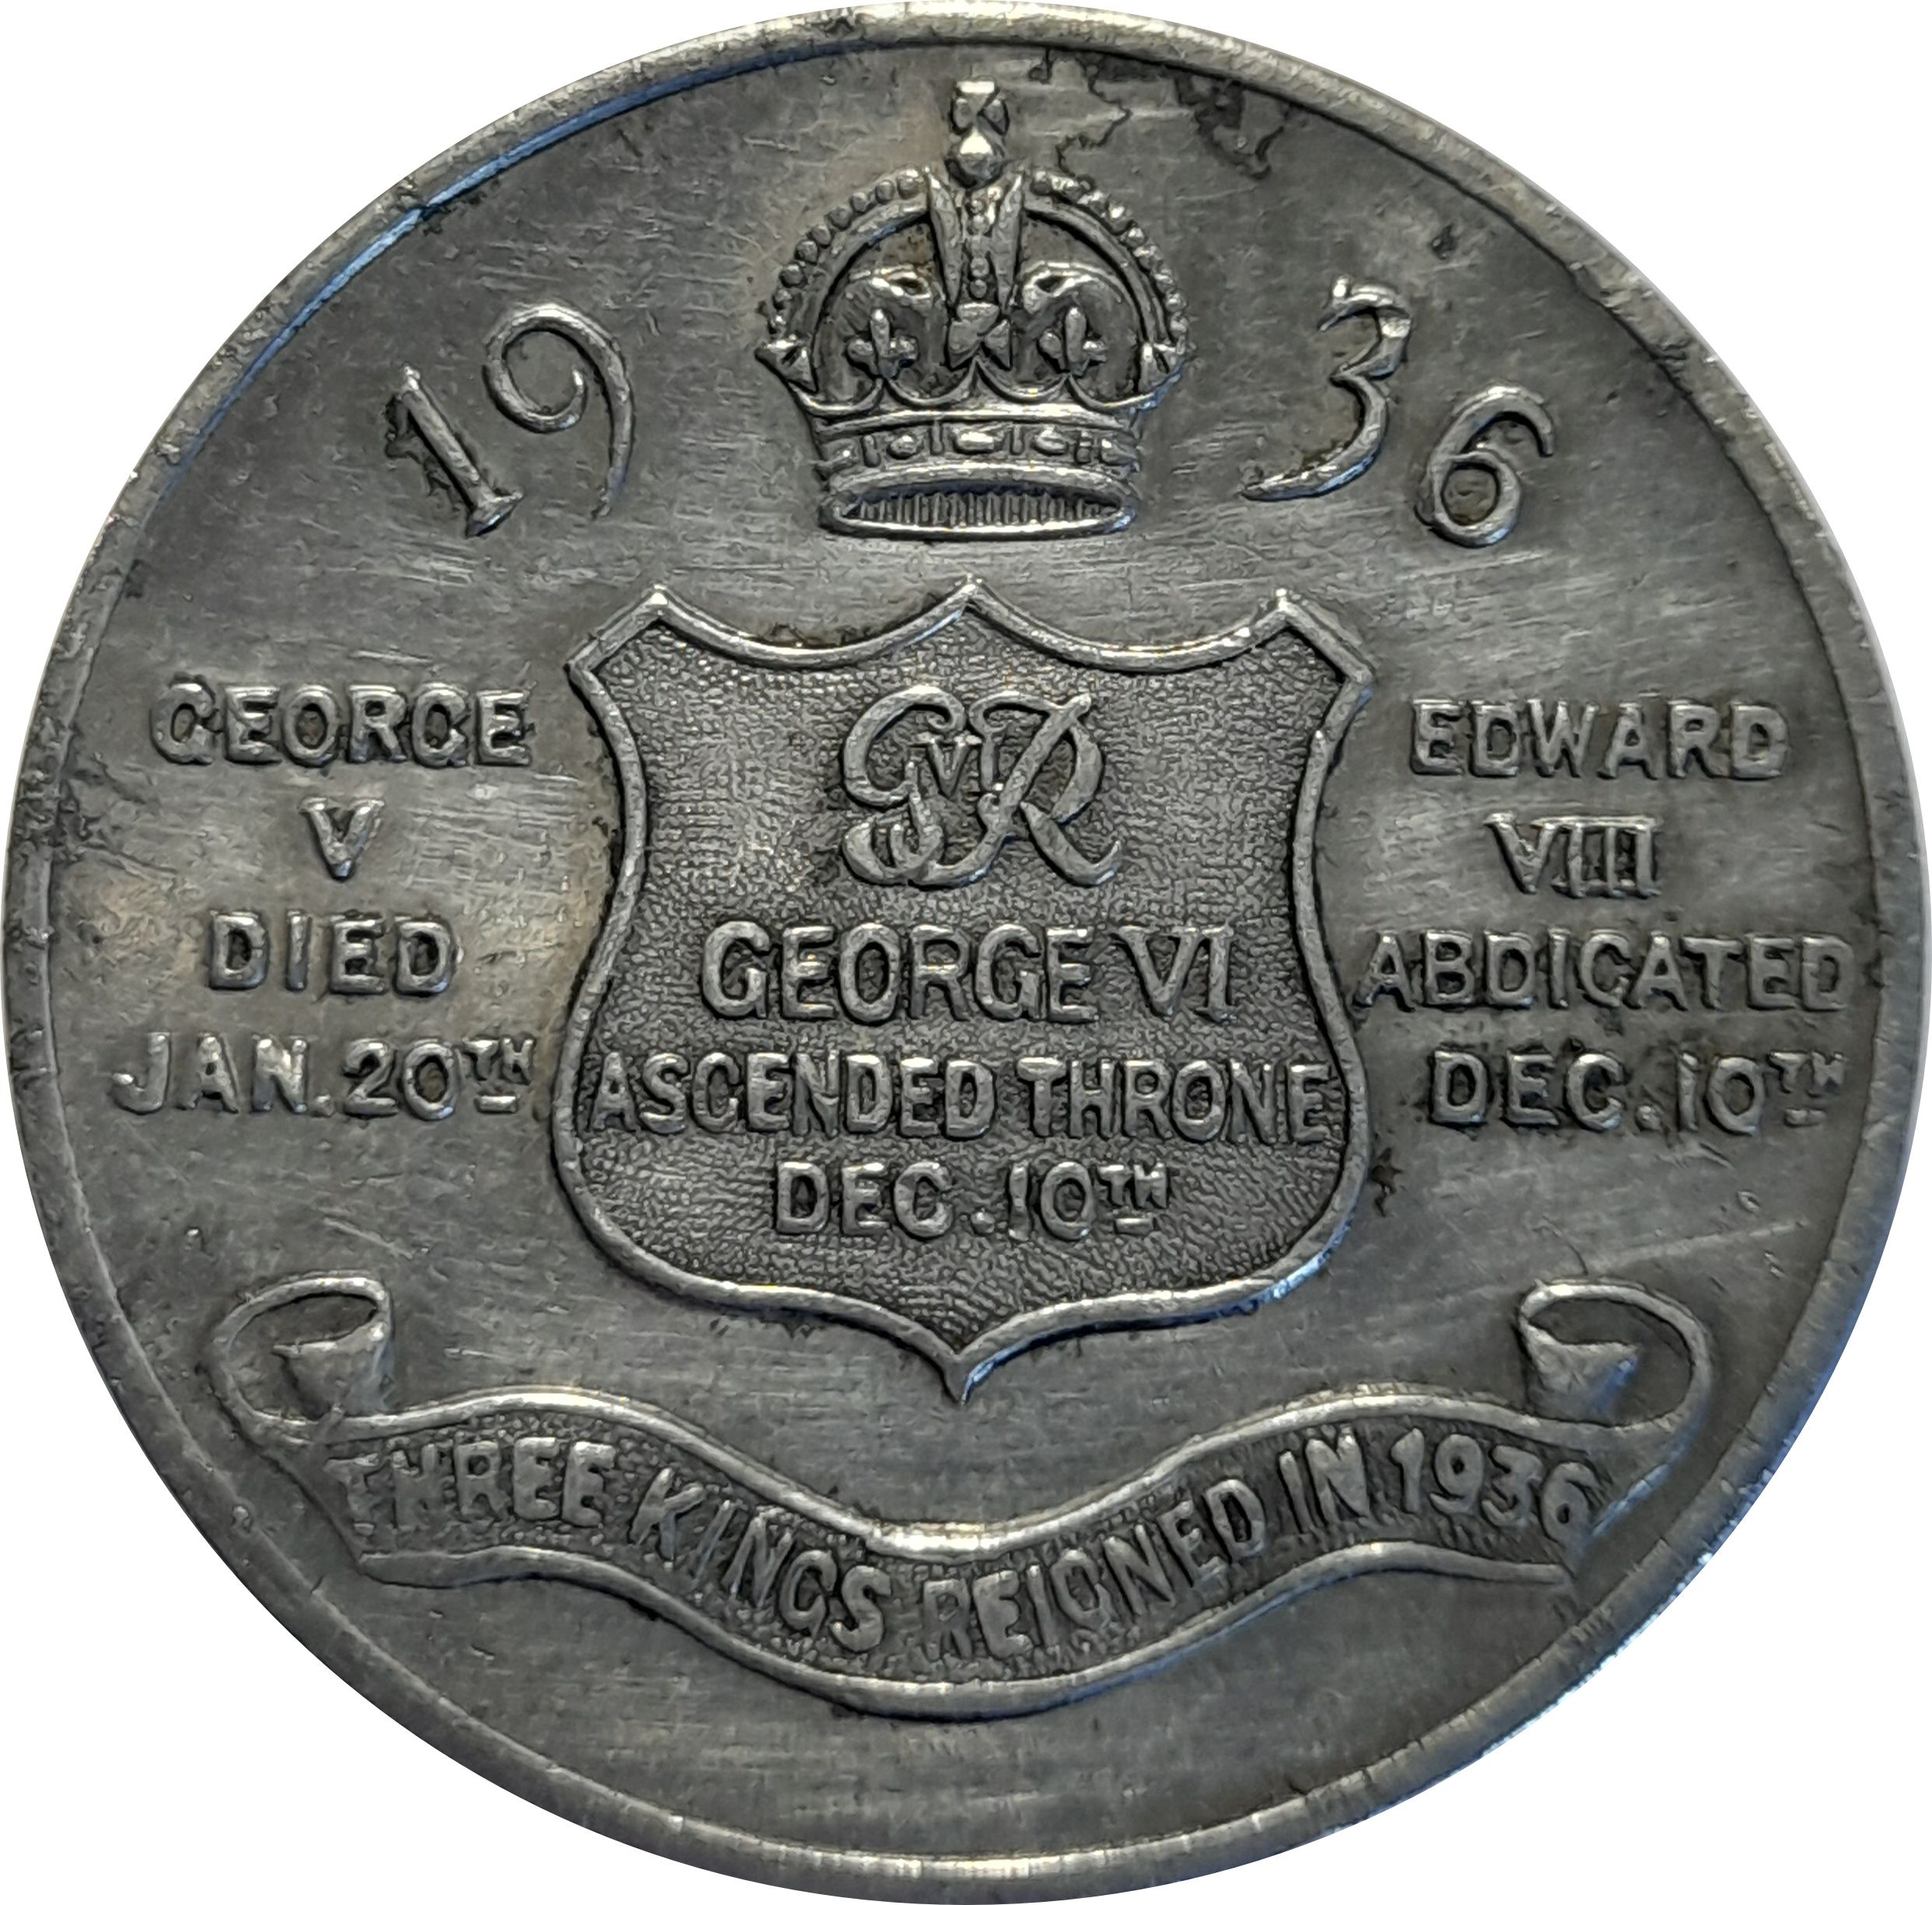 1936
GEORGE
V
DIED
JAN. 20TH
GVIR
GEORGE VI
ASCENDED THRONE
DEC. 10TH
EDWARD
VIII
ABDICATED
DEC. 10TH
THREE KINGS REIGNED IN 1936